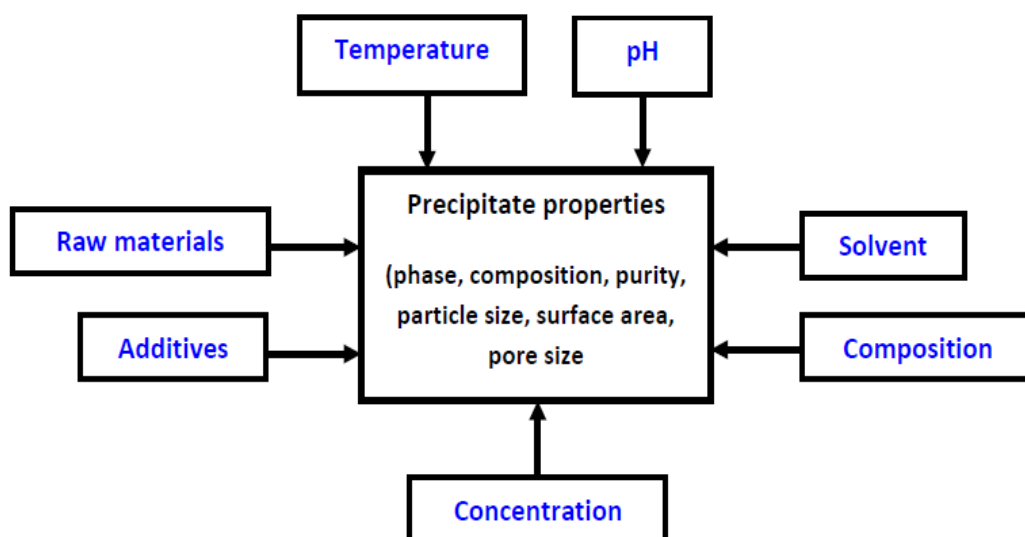 Temperature
pH
Precipitate properties
Raw materials
Solvent
(phase, composition, purity,
particle size, surface area,
Additives
Composition
pore size
Concentration